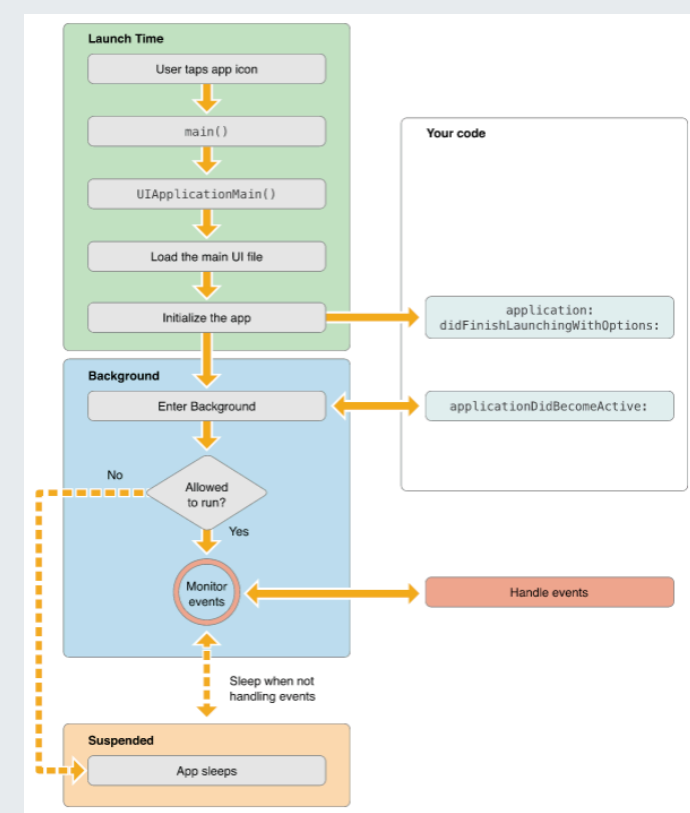 Launch Time
User taps app icon
main()
UIApplicationMain()
Load the main UI file
Initialize the app
Your code
application:
didFinishLaunchingWithOptions:
Background
Enter Background
applicationDidBecomeActive:
No
Allowed
to run?
Yes
Monitor
events
Handle events
Sleep when not
handling events
Suspended
App sleeps